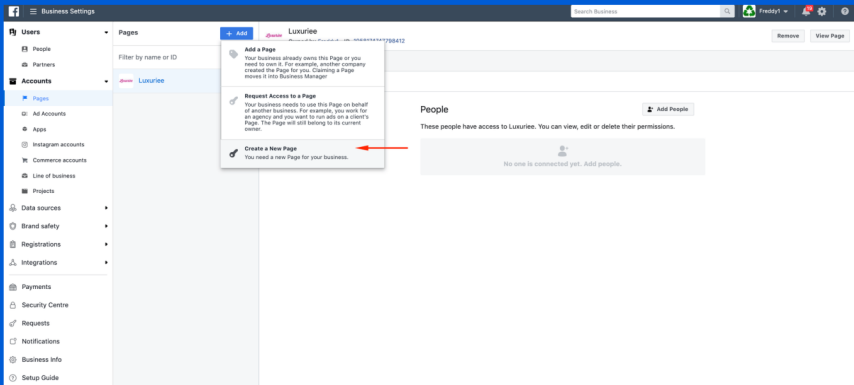 Business Settings
Search Business
Freddy1
Users
People
Partners
Accounts
Pages
Ad Accounts
Apps
Instagram accounts
Commerce accounts
Line of business
Projects
Data sources
Brand safety
Registrations
Integrations
Payments
Security Centre
Requests
Notifications
Business Info
Setup Guide
Pages
+ Add
Filter by name or ID
Luxuriee
Add a Page
Your business already owns this Page or you
need to own it. For example, another company
created the Page for you. Claiming a Page
moves it into Business Manager
Request Access to a Page
Your business needs to use this Page on behalf
of another business. For example, you work for
an agency and you want to run ads on a client's
Page. The Page will still belong to its current
owner.
Create a New Page
You need a new Page for your business.
Luxuriee
Remove
View Page
People
Add People
These people have access to Luxuriee. You can view, edit or delete their permissions.
No one is connected yet. Add people.